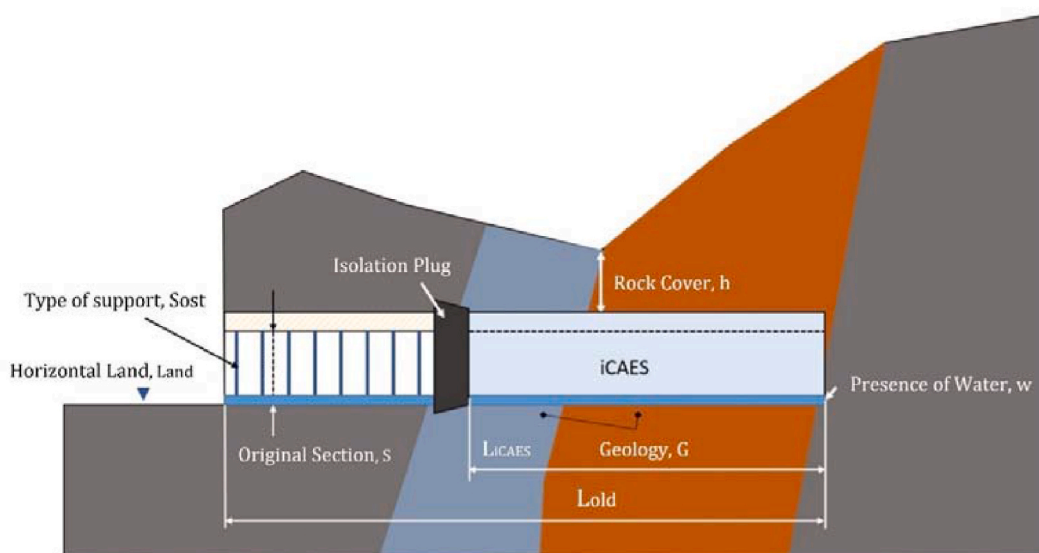 Isolation Plug
Rock Cover, h
Type of support, Sost
iCAES
Horizontal Land, Land
Presence of Water, w
Original Section, S
LiCAES
Geology, G
Lold